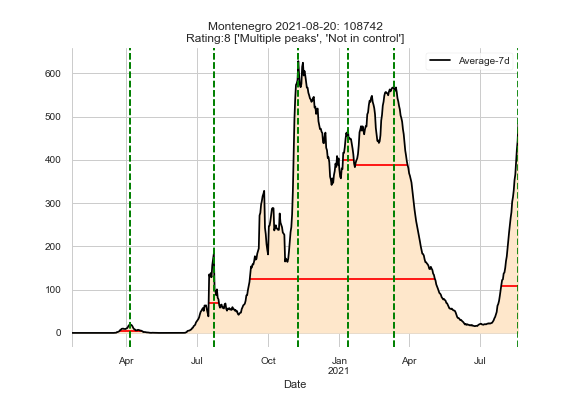 Montenegro 2021-08-20: 108742
Rating:8 ['Multiple peaks', 'Not in control']
Average-7d
600
500
400
300
200
100
0
Apr
Jul
Oct
Jan
2021
Apr
Jul
Date